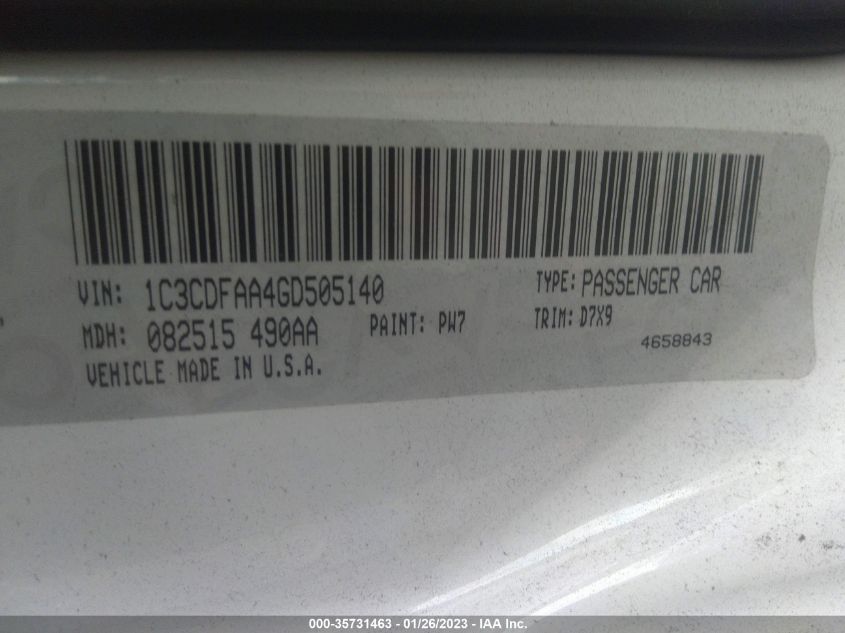 VIN: 1C3CDFAA4GD505140 TYPE: PASSENGER CAR
MDH: 082515 490AA PAINT: PW7 TRIM: D7X9
4658843
VEHICLE MADE IN U.S.A.
000-35731463 - 01/26/2023 - IAA Inc.